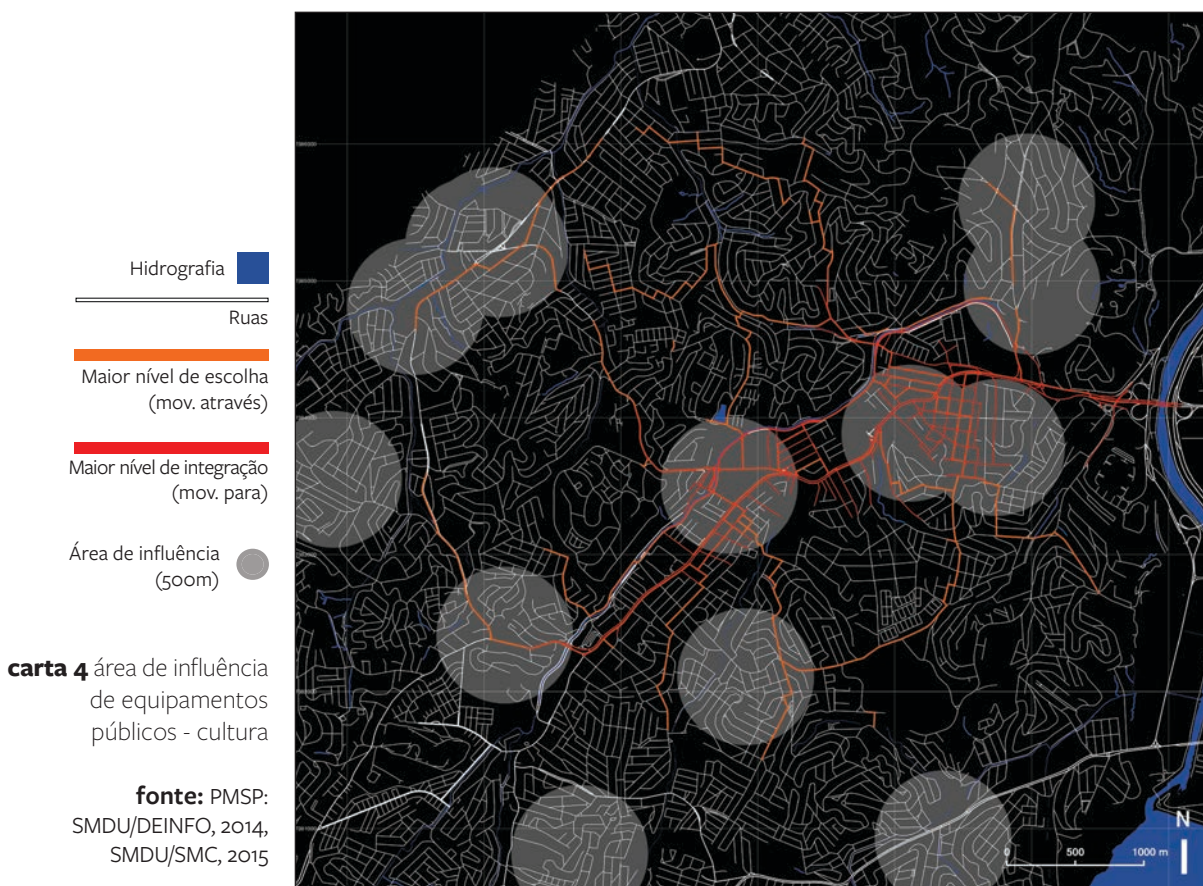 Hidrografia
Ruas
Maior nível de escolha
(mov. através)
Maior nível de integração
(mov. para)
Área de influência
(500m)
carta 4 área de influência
de equipamentos
públicos - cultura
fonte: PMSP:
SMDU/DEINFO, 2014,
SMDU/SMC, 2015
N
0 500 1000 m